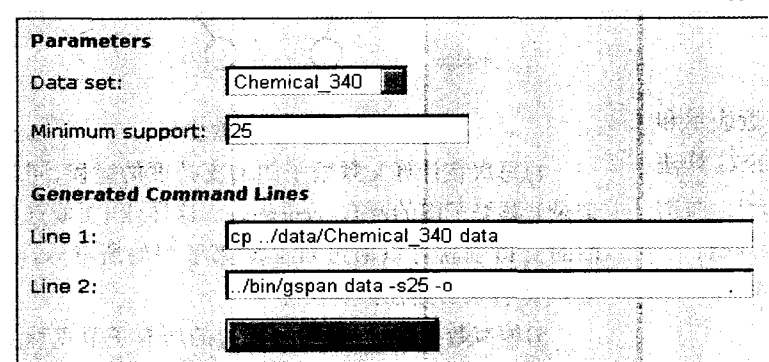 Parameters
Data set: Chemical_340
Minimum support: 25
Generated Command Lines
Line 1: cp ../data/Chemical_340 data
Line 2: ../bin/gspan data -s25 -o